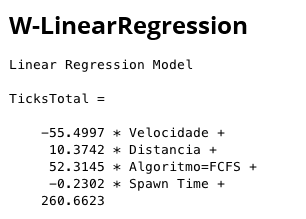 W-LinearRegression
Linear Regression Model
TicksTotal =
-55.4997 * Velocidade +
10.3742 * Distancia +
52.3145 * Algoritmo=FCFS +
-0.2302 * Spawn Time +
260.6623